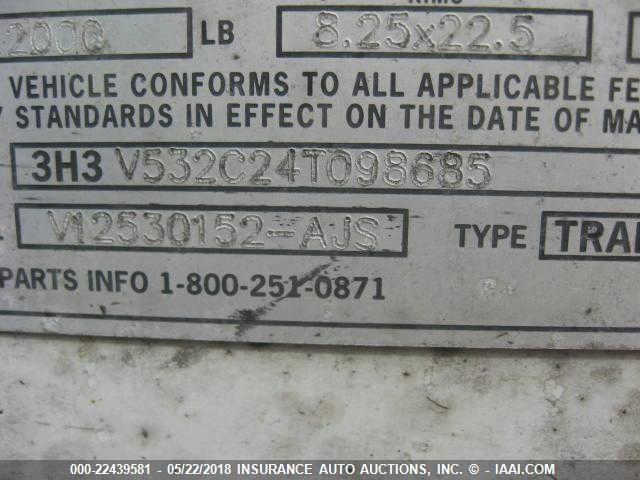 2000 LB 8.25x22.5
VEHICLE CONFORMS TO ALL APPLICABLE FE
STANDARDS IN EFFECT ON THE DATE OF MA
3H3 V532C24T098685
V12530152-AJS TYPE TRAI
PARTS INFO 1-800-251-0871
000-22439581 - 05/22/2018 INSURANCE AUTO AUCTIONS, INC. - © IAAI.COM